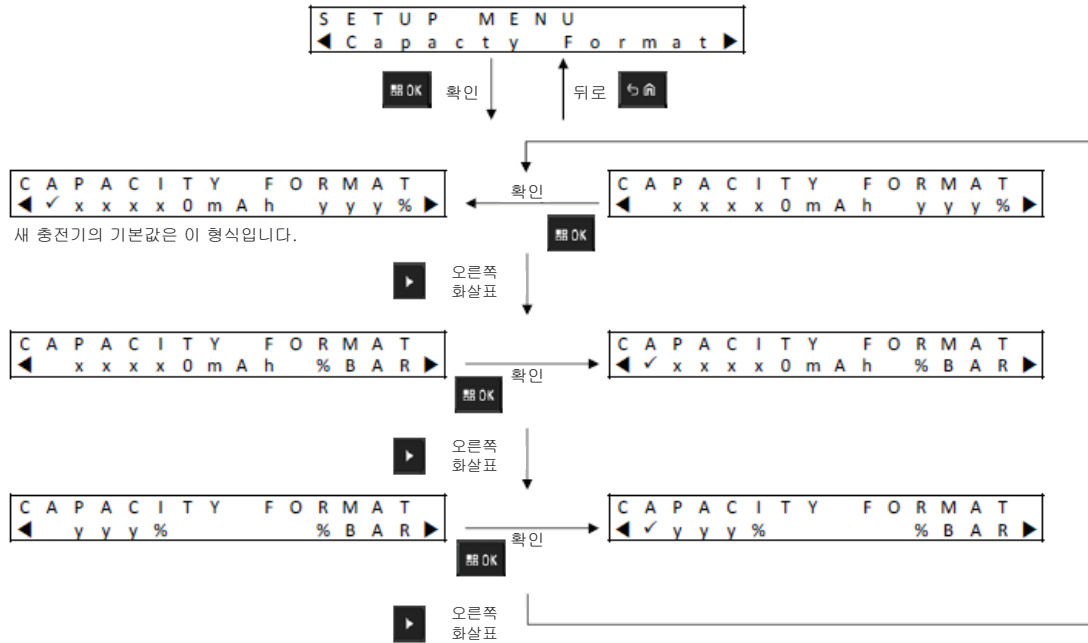 SETUP MENU
◀ Capacty Format ▶
OK 확인 뒤로
CAPACITY FORMAT
◀ ✓ xxxx0mAh yyy% ▶
새 충전기의 기본값은 이 형식입니다.
확인
OK
CAPACITY FORMAT
◀ xxxx0mAh yyy% ▶
오른쪽
화살표
CAPACITY FORMAT
◀ xxxx0mAh %BAR ▶
확인
OK
CAPACITY FORMAT
◀ ✓ xxxx0mAh %BAR ▶
오른쪽
화살표
CAPACITY FORMAT
◀ yyy% %BAR ▶
확인
OK
CAPACITY FORMAT
◀ ✓ yyy% %BAR ▶
오른쪽
화살표